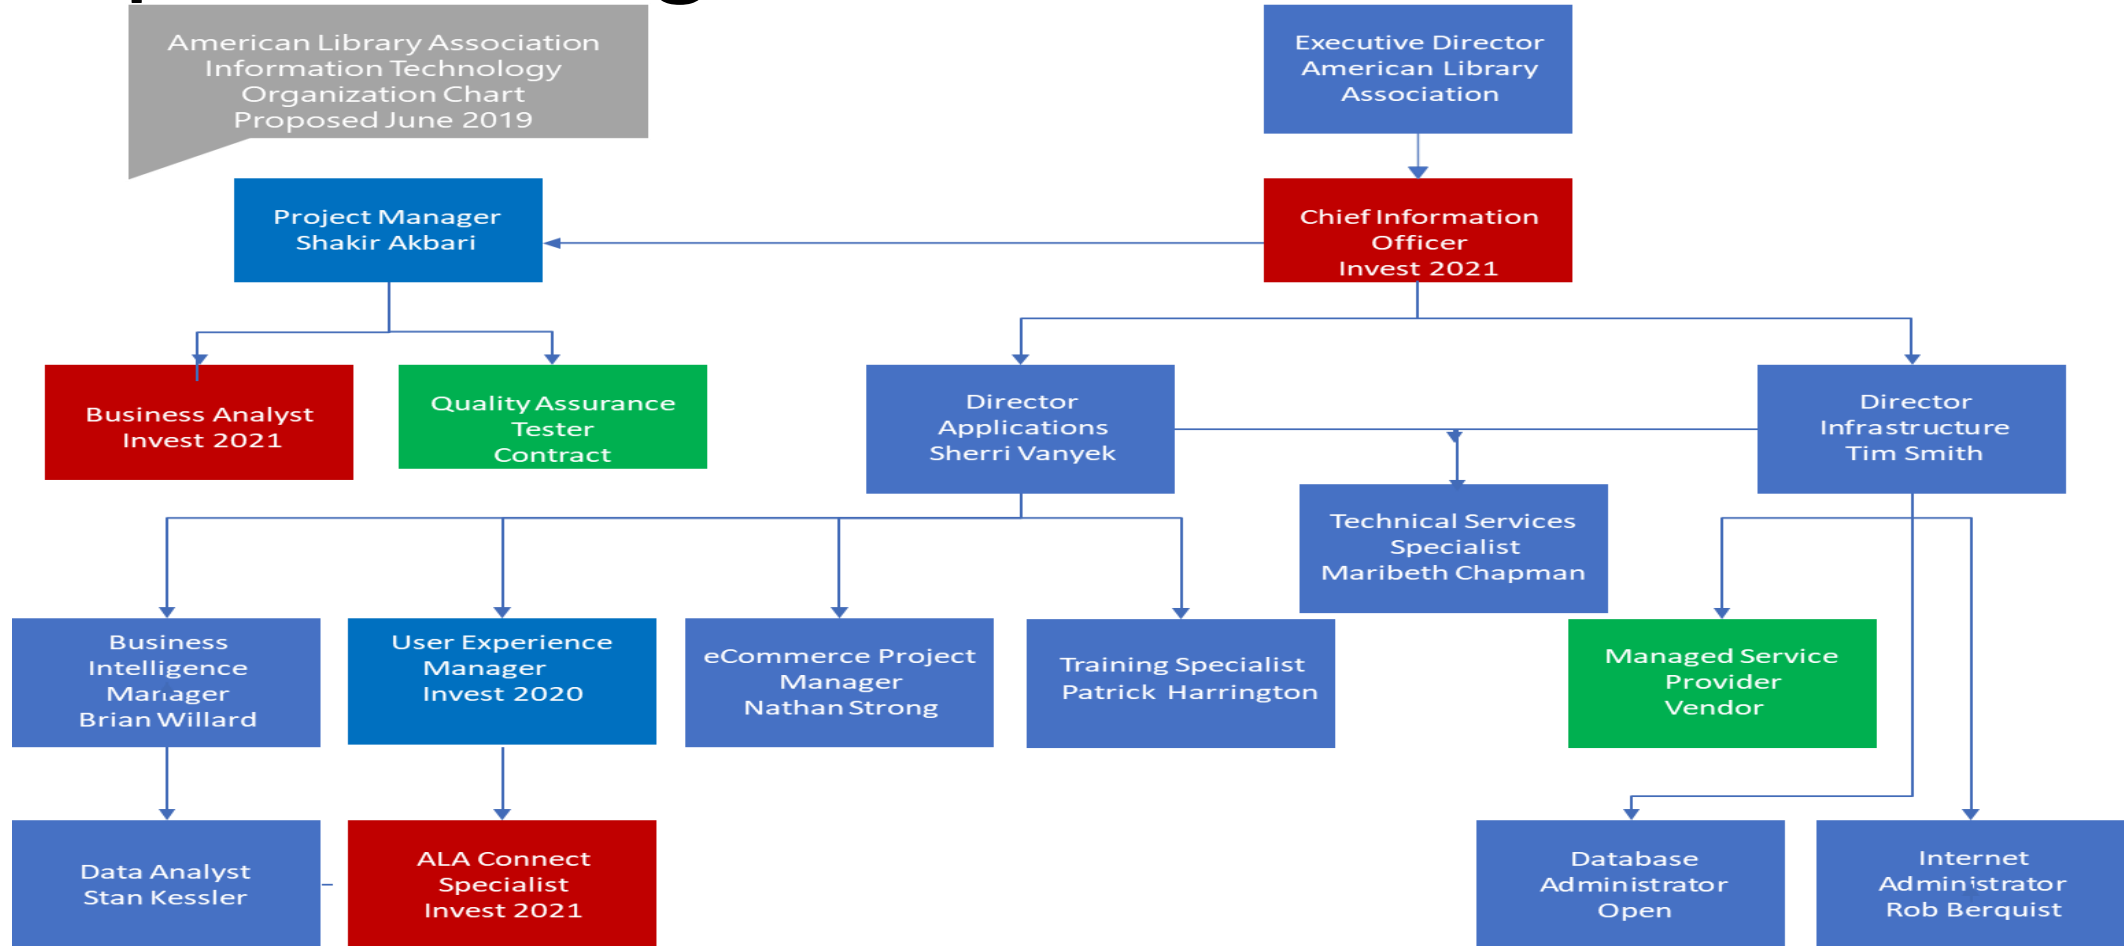 American Library Association
Information Technology
Organization Chart
Proposed June 2019
Executive Director
American Library
Association
Project Manager
Shakir Akbari
Chief Information
Officer
Invest 2021
Business Analyst
Invest 2021
Quality Assurance
Tester
Contract
Director
Applications
Sherri Vanyek
Director
Infrastructure
Tim Smith
Technical Services
Specialist
Maribeth Chapman
Business
Intelligence
Manager
Brian Willard
User Experience
Manager
Invest 2020
eCommerce Project
Manager
Nathan Strong
Training Specialist
Patrick Harrington
Managed Service
Provider
Vendor
Data Analyst
Stan Kessler
ALA Connect
Specialist
Invest 2021
Database
Administrator
Open
Internet
Administrator
Rob Berquist